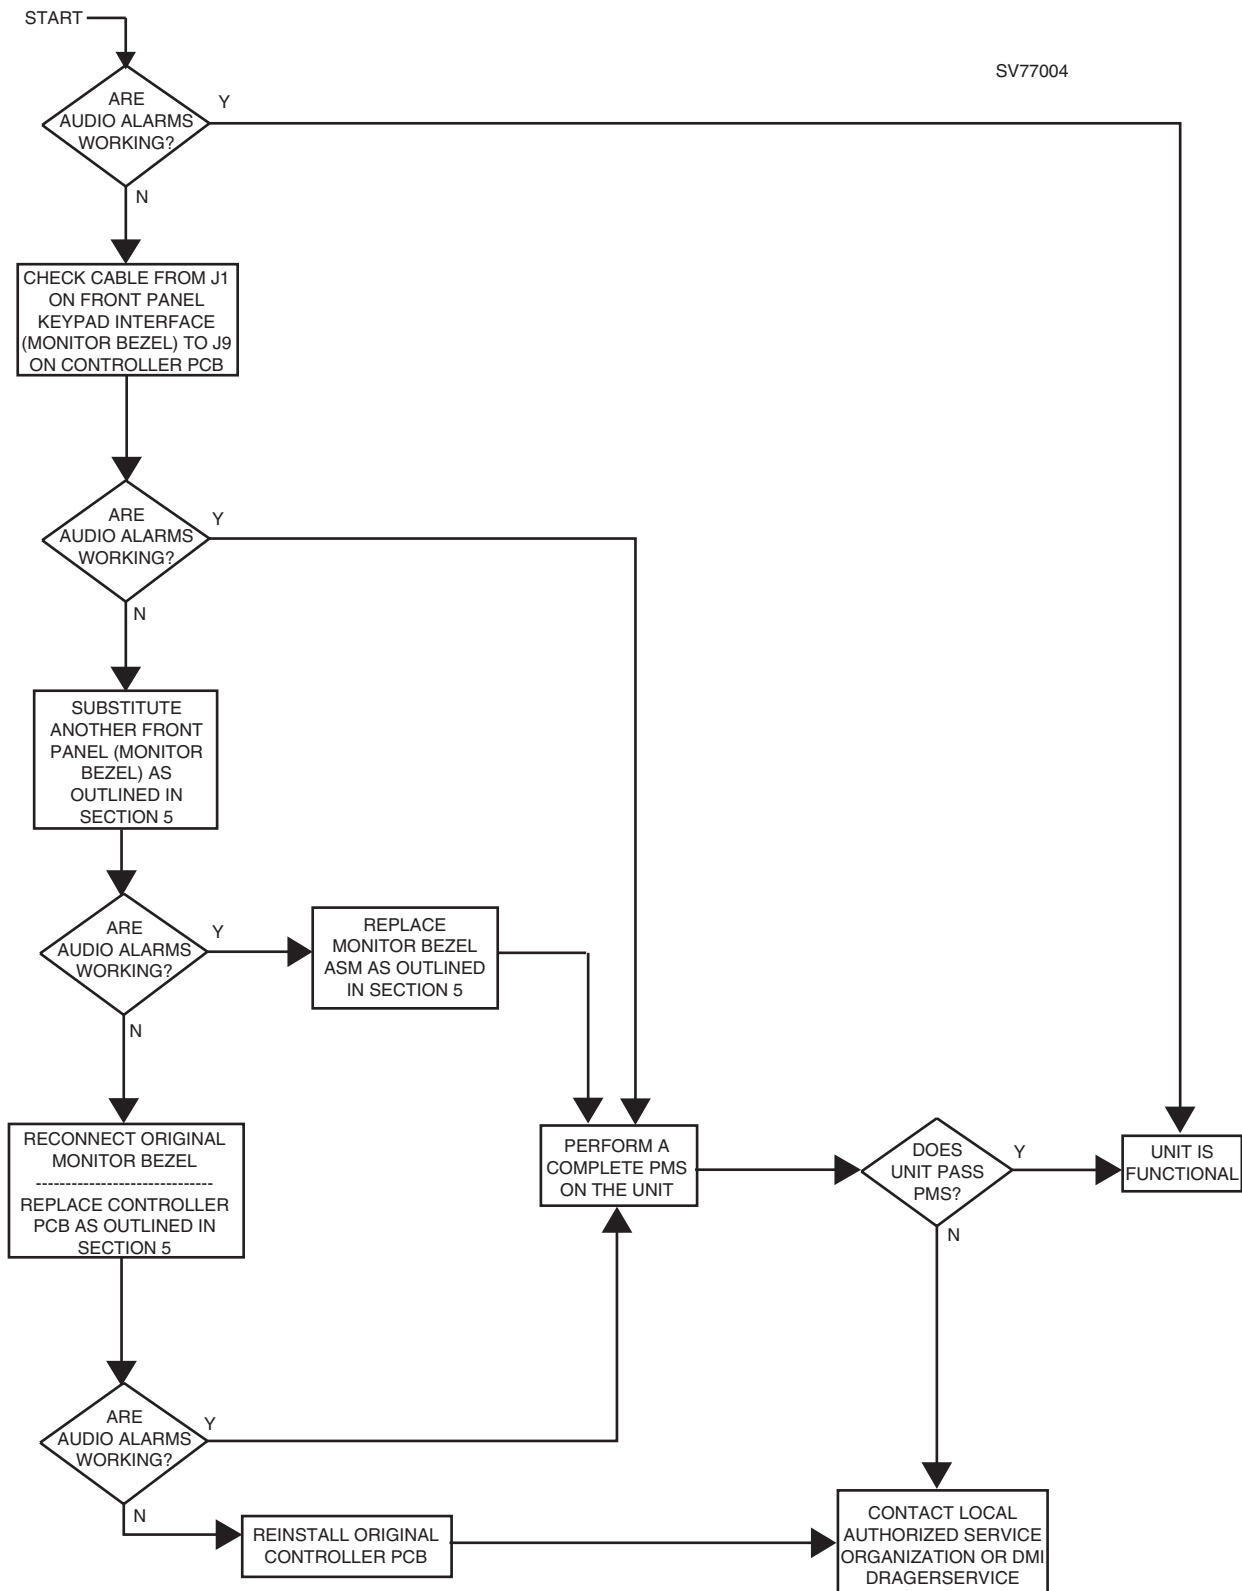 START
SV77004
ARE
AUDIO ALARMS
WORKING?
Y
N
CHECK CABLE FROM J1
ON FRONT PANEL
KEYPAD INTERFACE
(MONITOR BEZEL) TO J9
ON CONTROLLER PCB
ARE
AUDIO ALARMS
WORKING?
Y
N
SUBSTITUTE
ANOTHER FRONT
PANEL (MONITOR
BEZEL) AS
OUTLINED IN
SECTION 5
ARE
AUDIO ALARMS
WORKING?
Y
N
REPLACE
MONITOR BEZEL
ASM AS OUTLINED
IN SECTION 5
RECONNECT ORIGINAL
MONITOR BEZEL
------------------------------
REPLACE CONTROLLER
PCB AS OUTLINED IN
SECTION 5
PERFORM A
COMPLETE PMS
ON THE UNIT
DOES
UNIT PASS
PMS?
Y
N
UNIT IS
FUNCTIONAL
ARE
AUDIO ALARMS
WORKING?
Y
N
REINSTALL ORIGINAL
CONTROLLER PCB
CONTACT LOCAL
AUTHORIZED SERVICE
ORGANIZATION OR DMI
DRAGERSERVICE